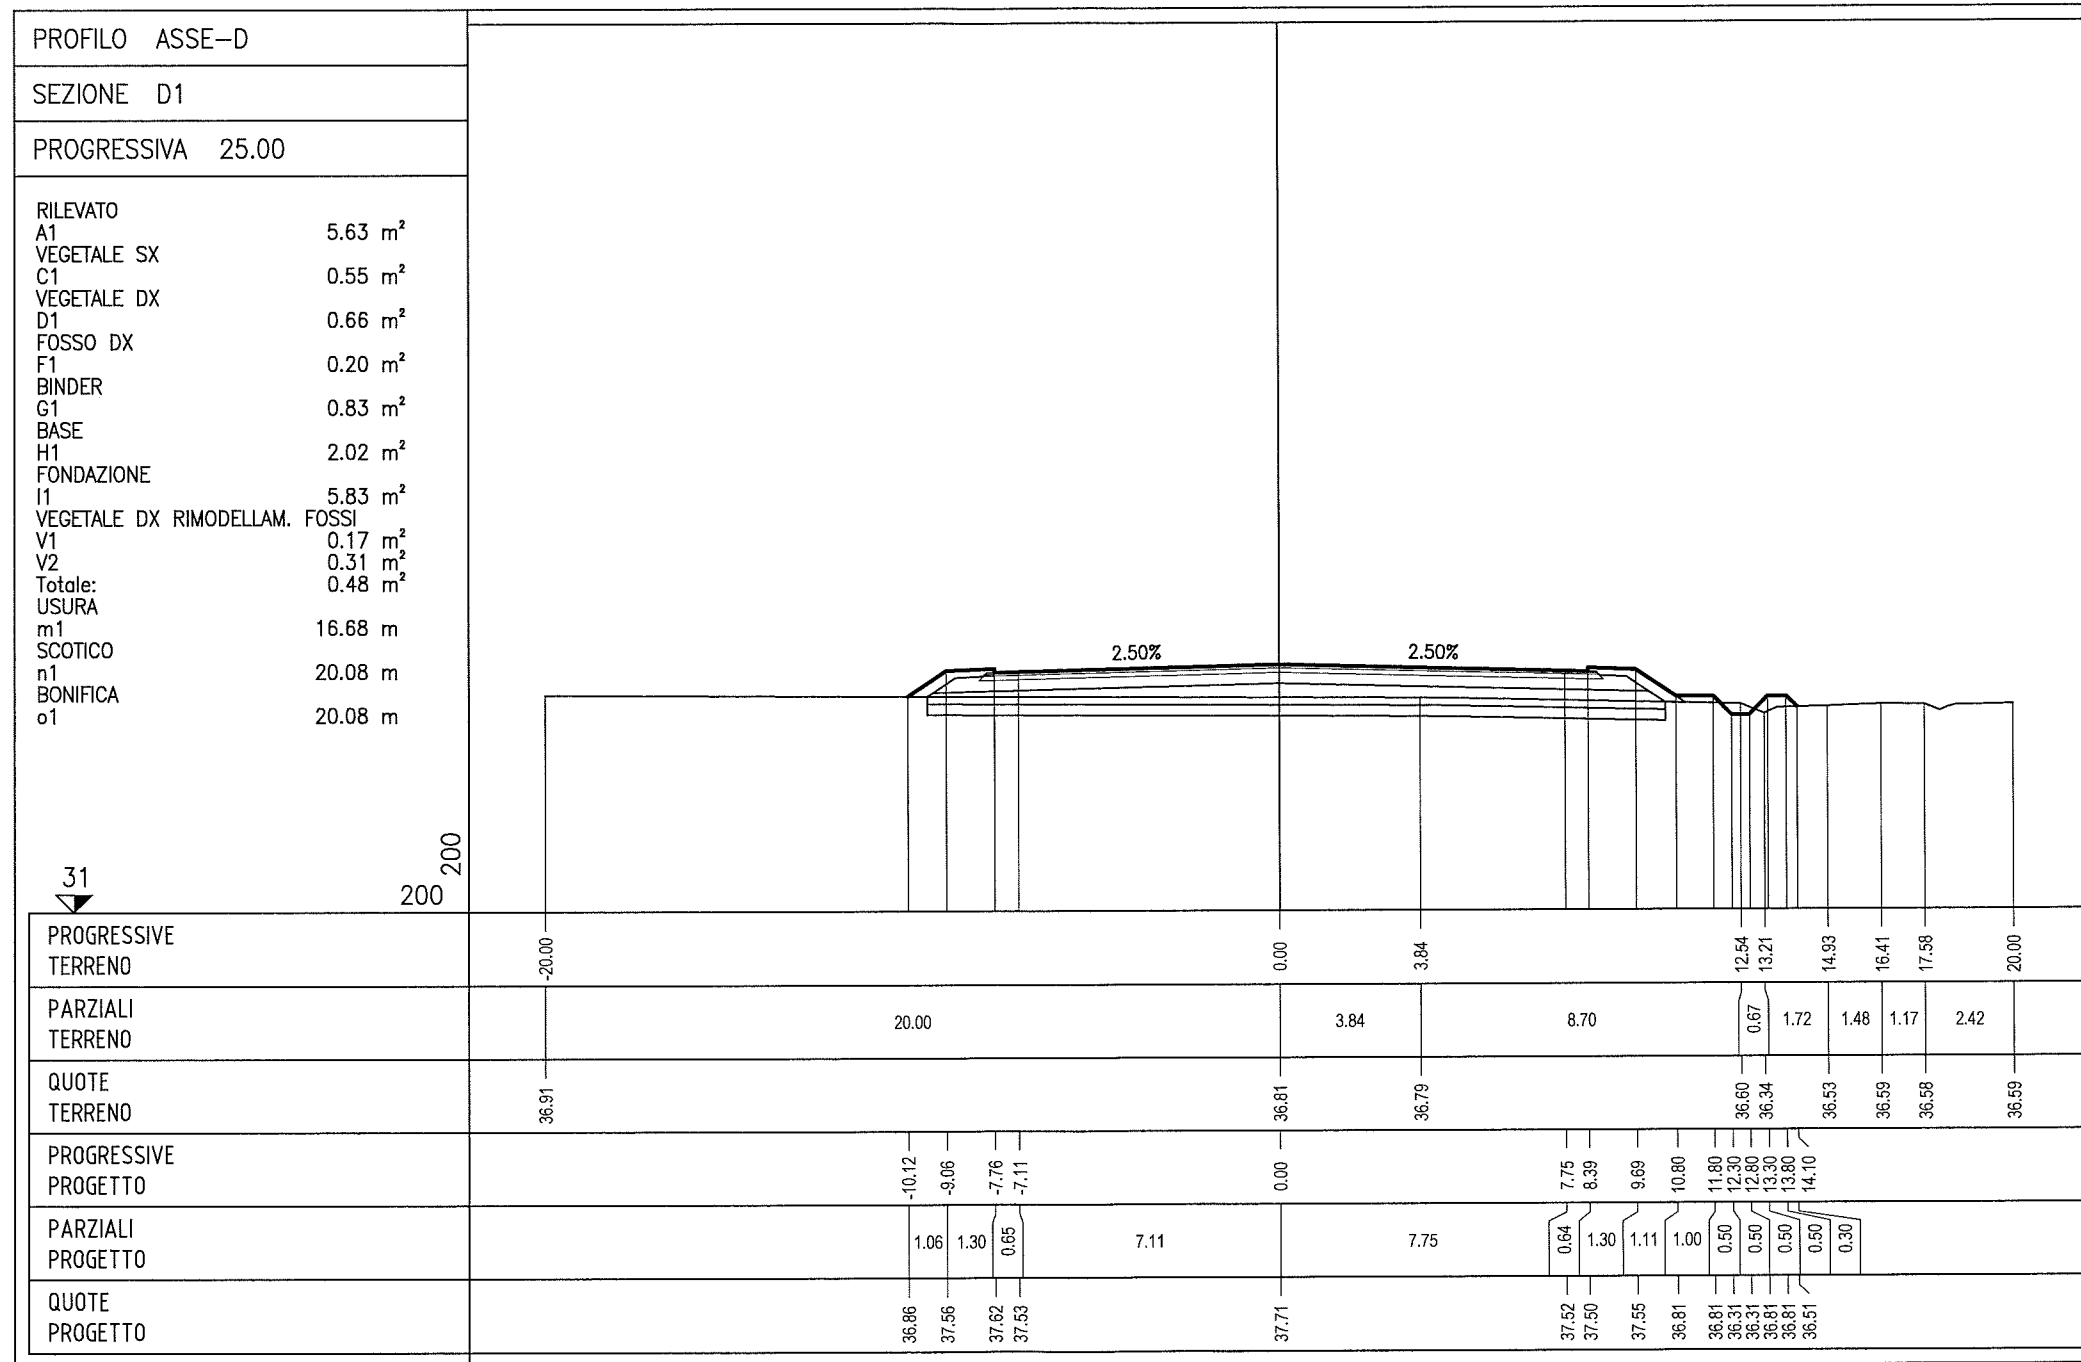 PROFILO ASSE-D
SEZIONE D1
PROGRESSIVA 25.00
RILEVATO
A1 5.63 m²
VEGETALE SX
C1 0.55 m²
VEGETALE DX
D1 0.66 m²
FOSSO DX
F1 0.20 m²
BINDER
G1 0.83 m²
BASE
H1 2.02 m²
FONDAZIONE
I1 5.83 m²
VEGETALE DX RIMODELLAM. FOSSI
V1 0.17 m²
V2 0.31 m²
Totale: 0.48 m²
USURA
m1 16.68 m
SCOTICO
n1 20.08 m
BONIFICA
o1 20.08 m
2.50% 2.50%
31
200
200
PROGRESSIVE
TERRENO
-20.00 0.00 3.84 12.54 13.21 14.93 16.41 17.58 20.00
PARZIALI
TERRENO
20.00 3.84 8.70 0.67 1.72 1.48 1.17 2.42
QUOTE
TERRENO
36.91 36.81 36.79 36.60 36.34 36.53 36.59 36.58 36.59
PROGRESSIVE
PROGETTO
-10.12 -9.06 -7.76 -7.11 0.00 7.75 8.39 9.69 10.80 11.80 12.30 12.80 13.30 13.80 14.10
PARZIALI
PROGETTO
1.06 1.30 0.65 7.11 7.75 0.64 1.30 1.11 1.00 0.50 0.50 0.50 0.50 0.30
QUOTE
PROGETTO
36.86 37.56 37.62 37.53 37.71 37.52 37.50 37.55 36.81 36.81 36.31 36.31 36.81 36.81 36.51